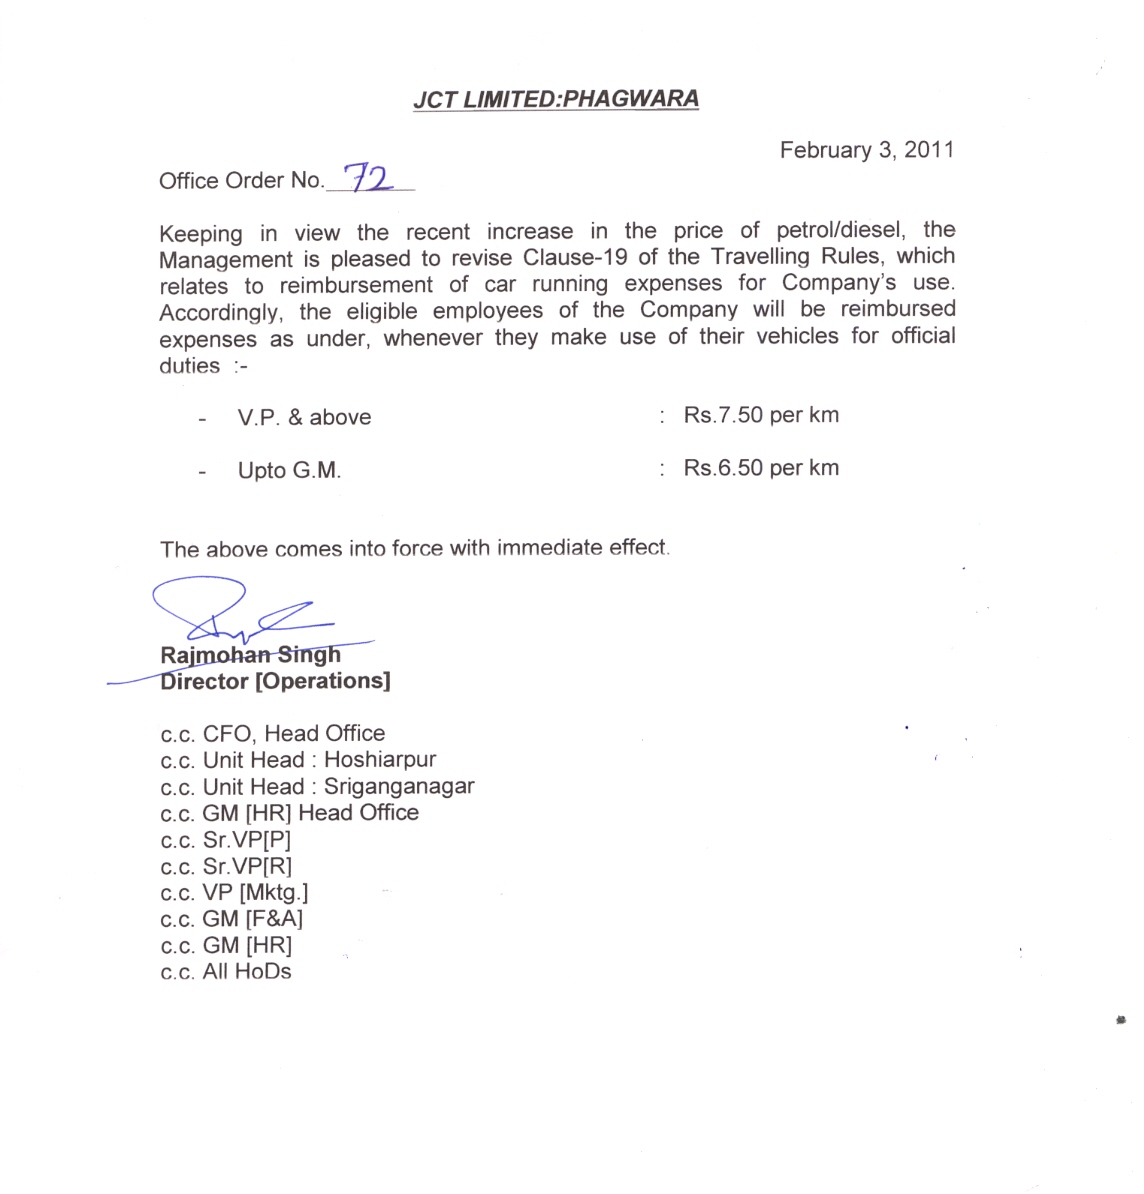 JCT LIMITED:PHAGWARA
February 3, 2011
Office Order No. 72
Keeping in view the recent increase in the price of petrol/diesel, the
Management is pleased to revise Clause-19 of the Travelling Rules, which
relates to reimbursement of car running expenses for Company's use.
Accordingly, the eligible employees of the Company will be reimbursed
expenses as under, whenever they make use of their vehicles for official
duties :-
- V.P. & above : Rs.7.50 per km
- Upto G.M. : Rs.6.50 per km
The above comes into force with immediate effect.
Rajmohan Singh
Director [Operations]
c.c. CFO, Head Office
c.c. Unit Head : Hoshiarpur
c.c. Unit Head : Sriganganagar
c.c. GM [HR] Head Office
c.c. Sr.VP[P]
c.c. Sr.VP[R]
c.c. VP [Mktg.]
c.c. GM [F&A]
c.c. GM [HR]
c.c. All HoDs